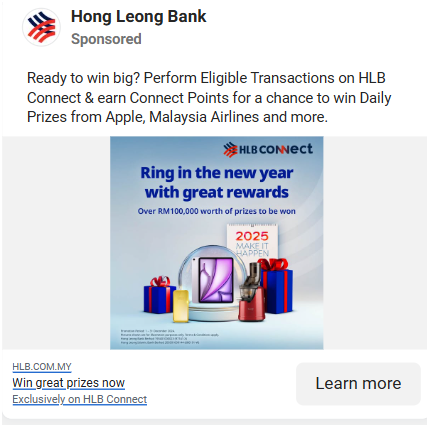 Hong Leong Bank
Sponsored
Ready to win big? Perform Eligible Transactions on HLB
Connect & earn Connect Points for a chance to win Daily
Prizes from Apple, Malaysia Airlines and more.
HLB CONNECT
Ring in the new year
with great rewards
Over RM100,000 worth of prizes to be won
2025
MAKE IT
HAPPEN
HLB.COM.MY
Win great prizes now
Exclusively on HLB Connect
Learn more